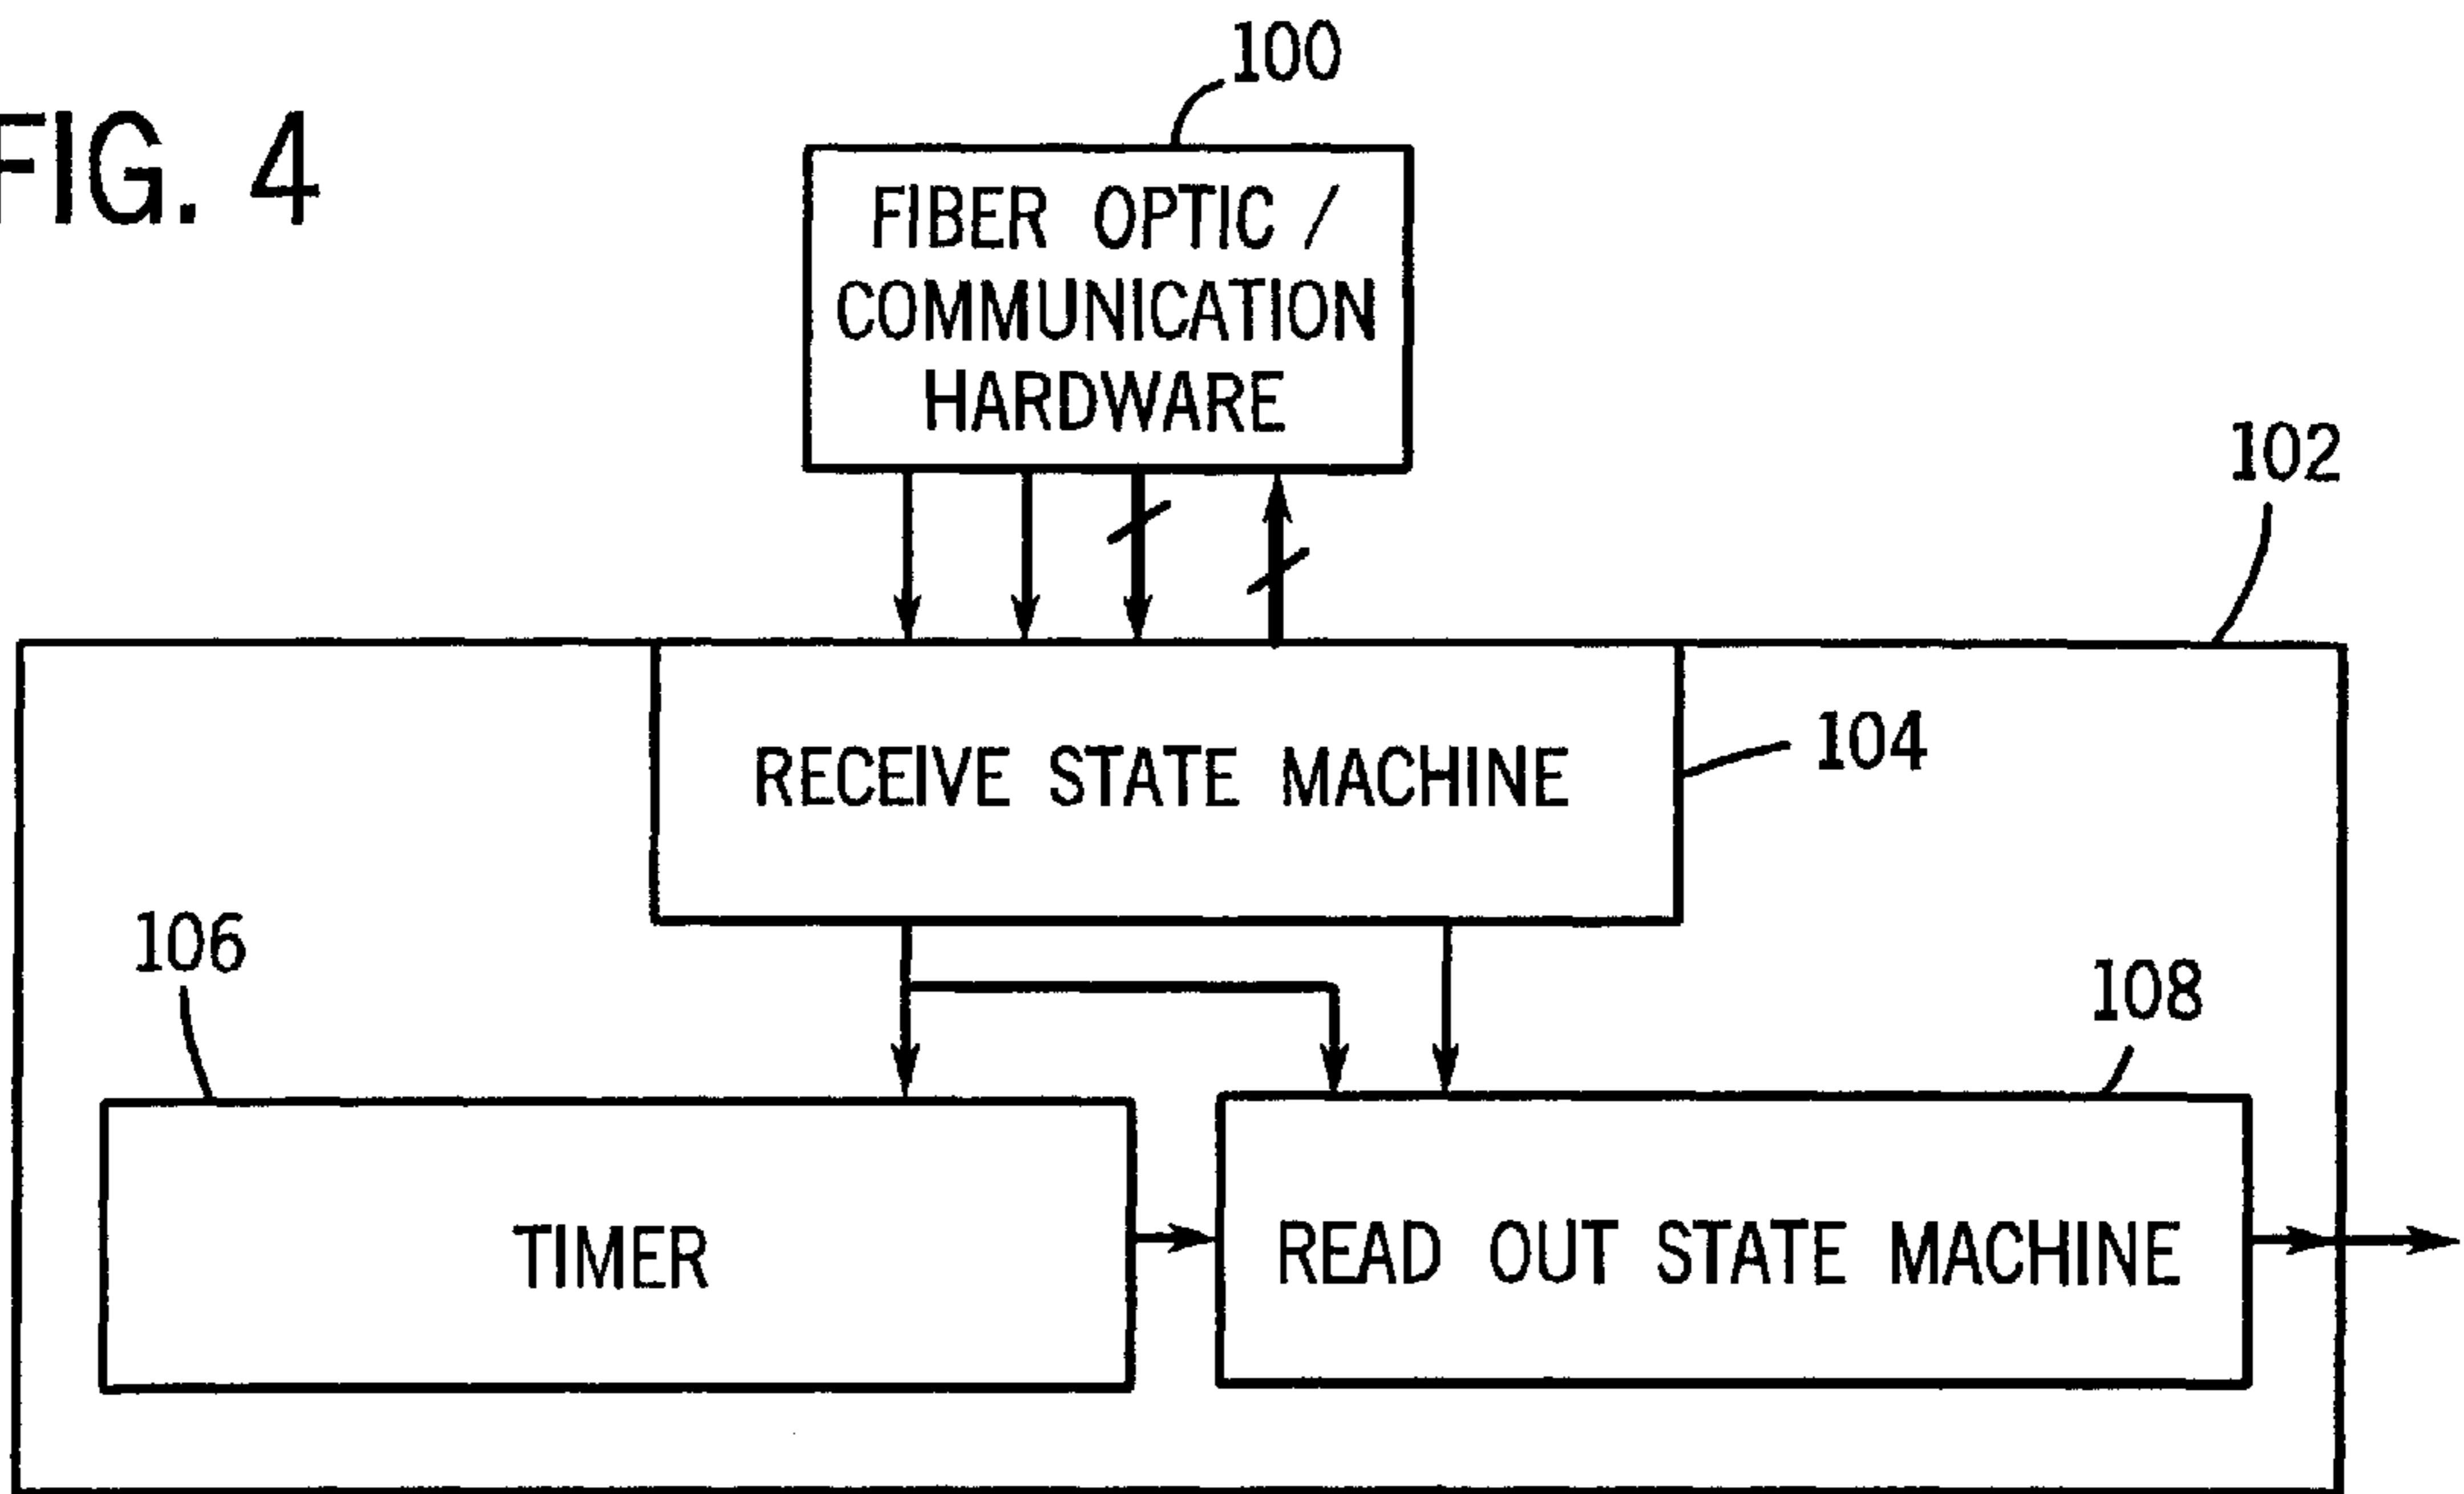 FIG. 4
100
FIBER OPTIC /
COMMUNICATION
HARDWARE
102
RECEIVE STATE MACHINE
104
106
108
TIMER
READ OUT STATE MACHINE